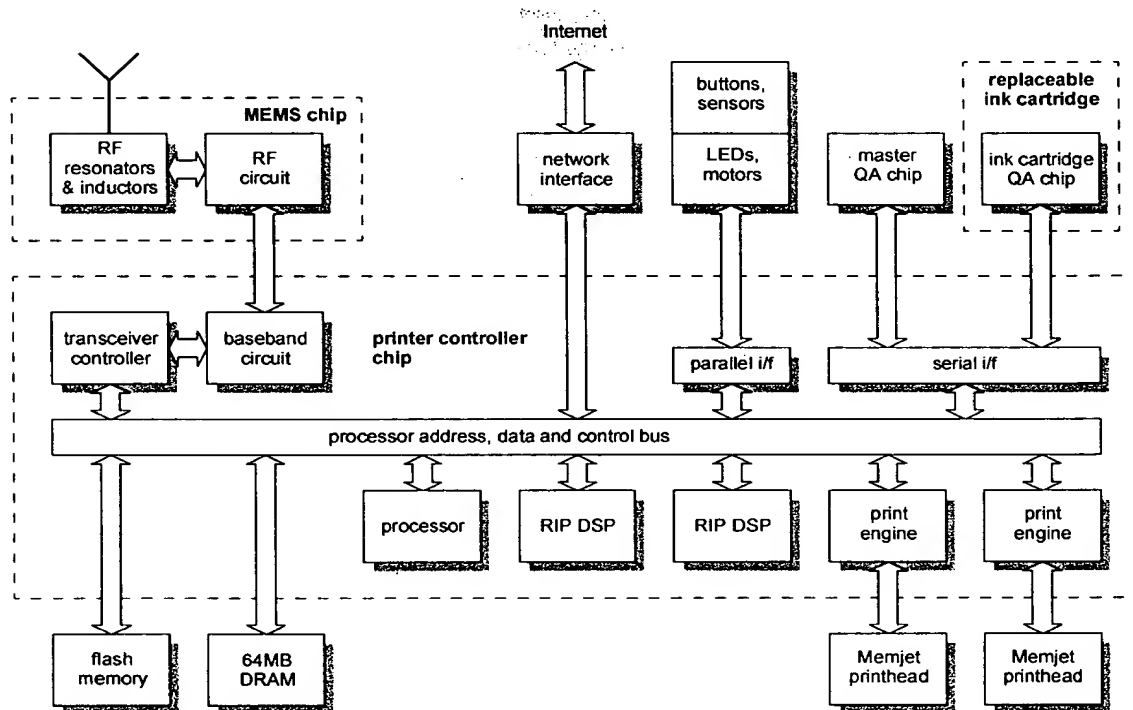 Internet
MEMS chip
RF
resonators
& inductors
RF
circuit
network
interface
buttons,
sensors
LEDs,
motors
master
QA chip
replaceable
ink cartridge
ink cartridge
QA chip
transceiver
controller
baseband
circuit
printer controller
chip
parallel i/f
serial i/f
processor address, data and control bus
processor
RIP DSP
RIP DSP
print
engine
print
engine
flash
memory
64MB
DRAM
Memjet
printhead
Memjet
printhead